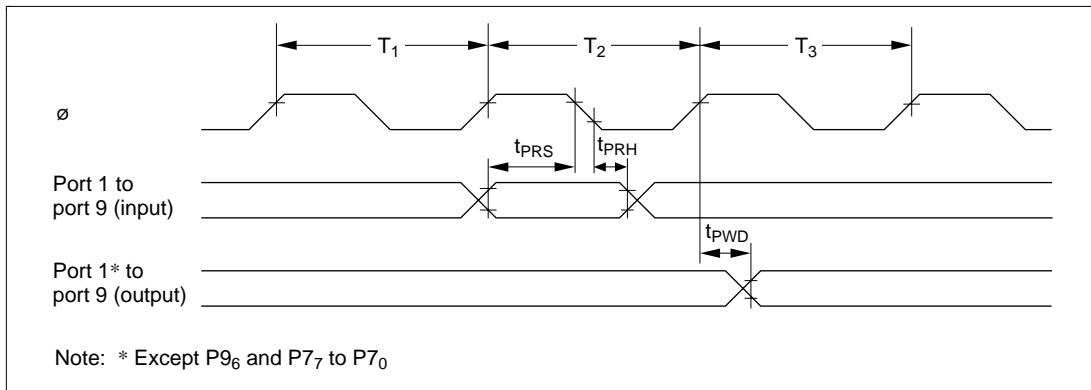 T₁ T₂ T₃
ø
tPRS tPRH
Port 1 to
port 9 (input)
tPWD
Port 1* to
port 9 (output)
Note: * Except P9₆ and P7₇ to P7₀